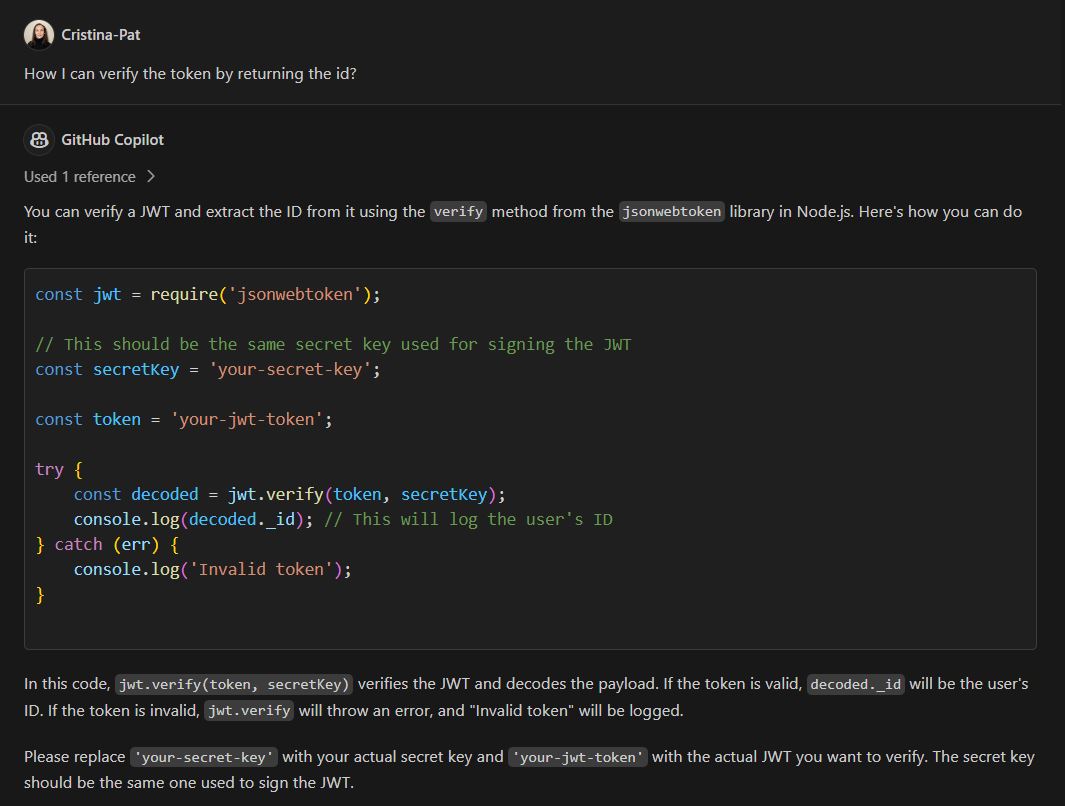 Cristina-Pat
How I can verify the token by returning the id?
GitHub Copilot
Used 1 reference
You can verify a JWT and extract the ID from it using the verify method from the jsonwebtoken library in Node.js. Here's how you can do
it:
const jwt = require('jsonwebtoken');
// This should be the same secret key used for signing the JWT
const secretKey = 'your-secret-key';
const token = 'your-jwt-token';
try {
    const decoded = jwt.verify(token, secretKey);
    console.log(decoded._id); // This will log the user's ID
} catch (err) {
    console.log('Invalid token');
}
In this code, jwt.verify(token, secretKey) verifies the JWT and decodes the payload. If the token is valid, decoded._id will be the user's
ID. If the token is invalid, jwt.verify will throw an error, and "Invalid token" will be logged.
Please replace 'your-secret-key' with your actual secret key and 'your-jwt-token' with the actual JWT you want to verify. The secret key
should be the same one used to sign the JWT.